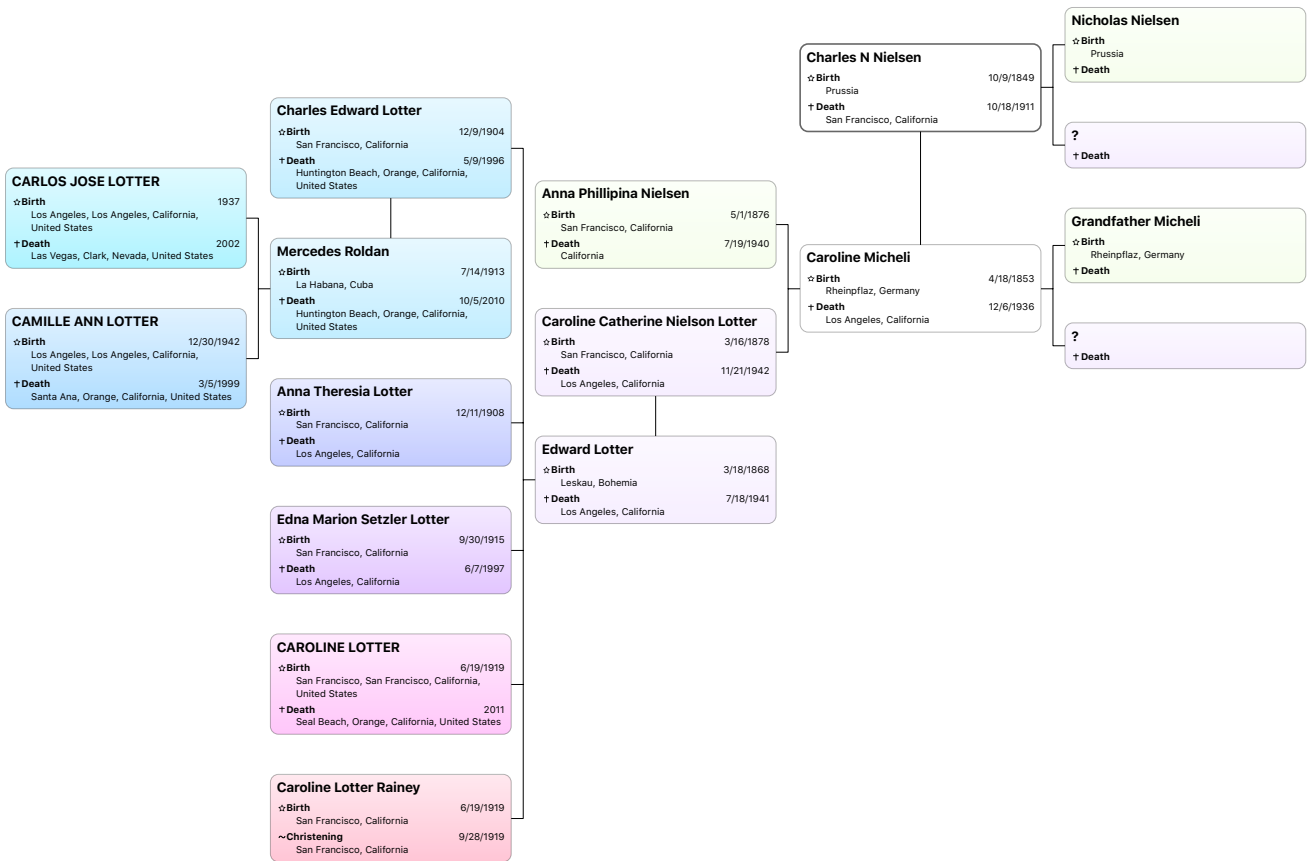 CARLOS JOSE LOTTER
☆Birth 1937
Los Angeles, Los Angeles, California,
United States
†Death 2002
Las Vegas, Clark, Nevada, United States
CAMILLE ANN LOTTER
☆Birth 12/30/1942
Los Angeles, Los Angeles, California,
United States
†Death 3/5/1999
Santa Ana, Orange, California, United States
Charles Edward Lotter
☆Birth 12/9/1904
San Francisco, California
†Death 5/9/1996
Huntington Beach, Orange, California,
United States
Mercedes Roldan
☆Birth 7/14/1913
La Habana, Cuba
†Death 10/5/2010
Huntington Beach, Orange, California,
United States
Anna Theresia Lotter
☆Birth 12/11/1908
San Francisco, California
†Death
Los Angeles, California
Edna Marion Setzler Lotter
☆Birth 9/30/1915
San Francisco, California
†Death 6/7/1997
Los Angeles, California
CAROLINE LOTTER
☆Birth 6/19/1919
San Francisco, San Francisco, California,
United States
†Death 2011
Seal Beach, Orange, California, United States
Caroline Lotter Rainey
☆Birth 6/19/1919
San Francisco, California
~Christening 9/28/1919
San Francisco, California
Anna Phillipina Nielsen
☆Birth 5/1/1876
San Francisco, California
†Death 7/19/1940
California
Caroline Catherine Nielson Lotter
☆Birth 3/16/1878
San Francisco, California
†Death 11/21/1942
Los Angeles, California
Edward Lotter
☆Birth 3/18/1868
Leskau, Bohemia
†Death 7/18/1941
Los Angeles, California
Charles N Nielsen
☆Birth 10/9/1849
Prussia
†Death 10/18/1911
San Francisco, California
Caroline Micheli
☆Birth 4/18/1853
Rheinpflaz, Germany
†Death 12/6/1936
Los Angeles, California
Nicholas Nielsen
☆Birth
Prussia
†Death
?
†Death
Grandfather Micheli
☆Birth
Rheinpflaz, Germany
†Death
?
†Death